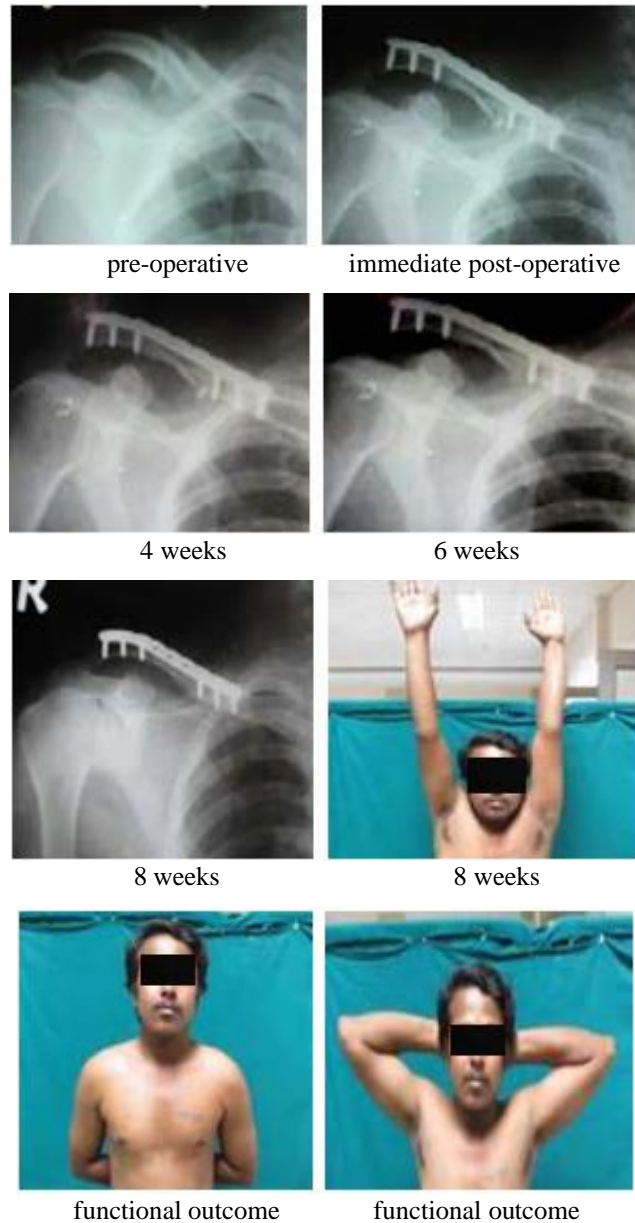 pre-operative
immediate post-operative
4 weeks
6 weeks
R
8 weeks
8 weeks
functional outcome
functional outcome